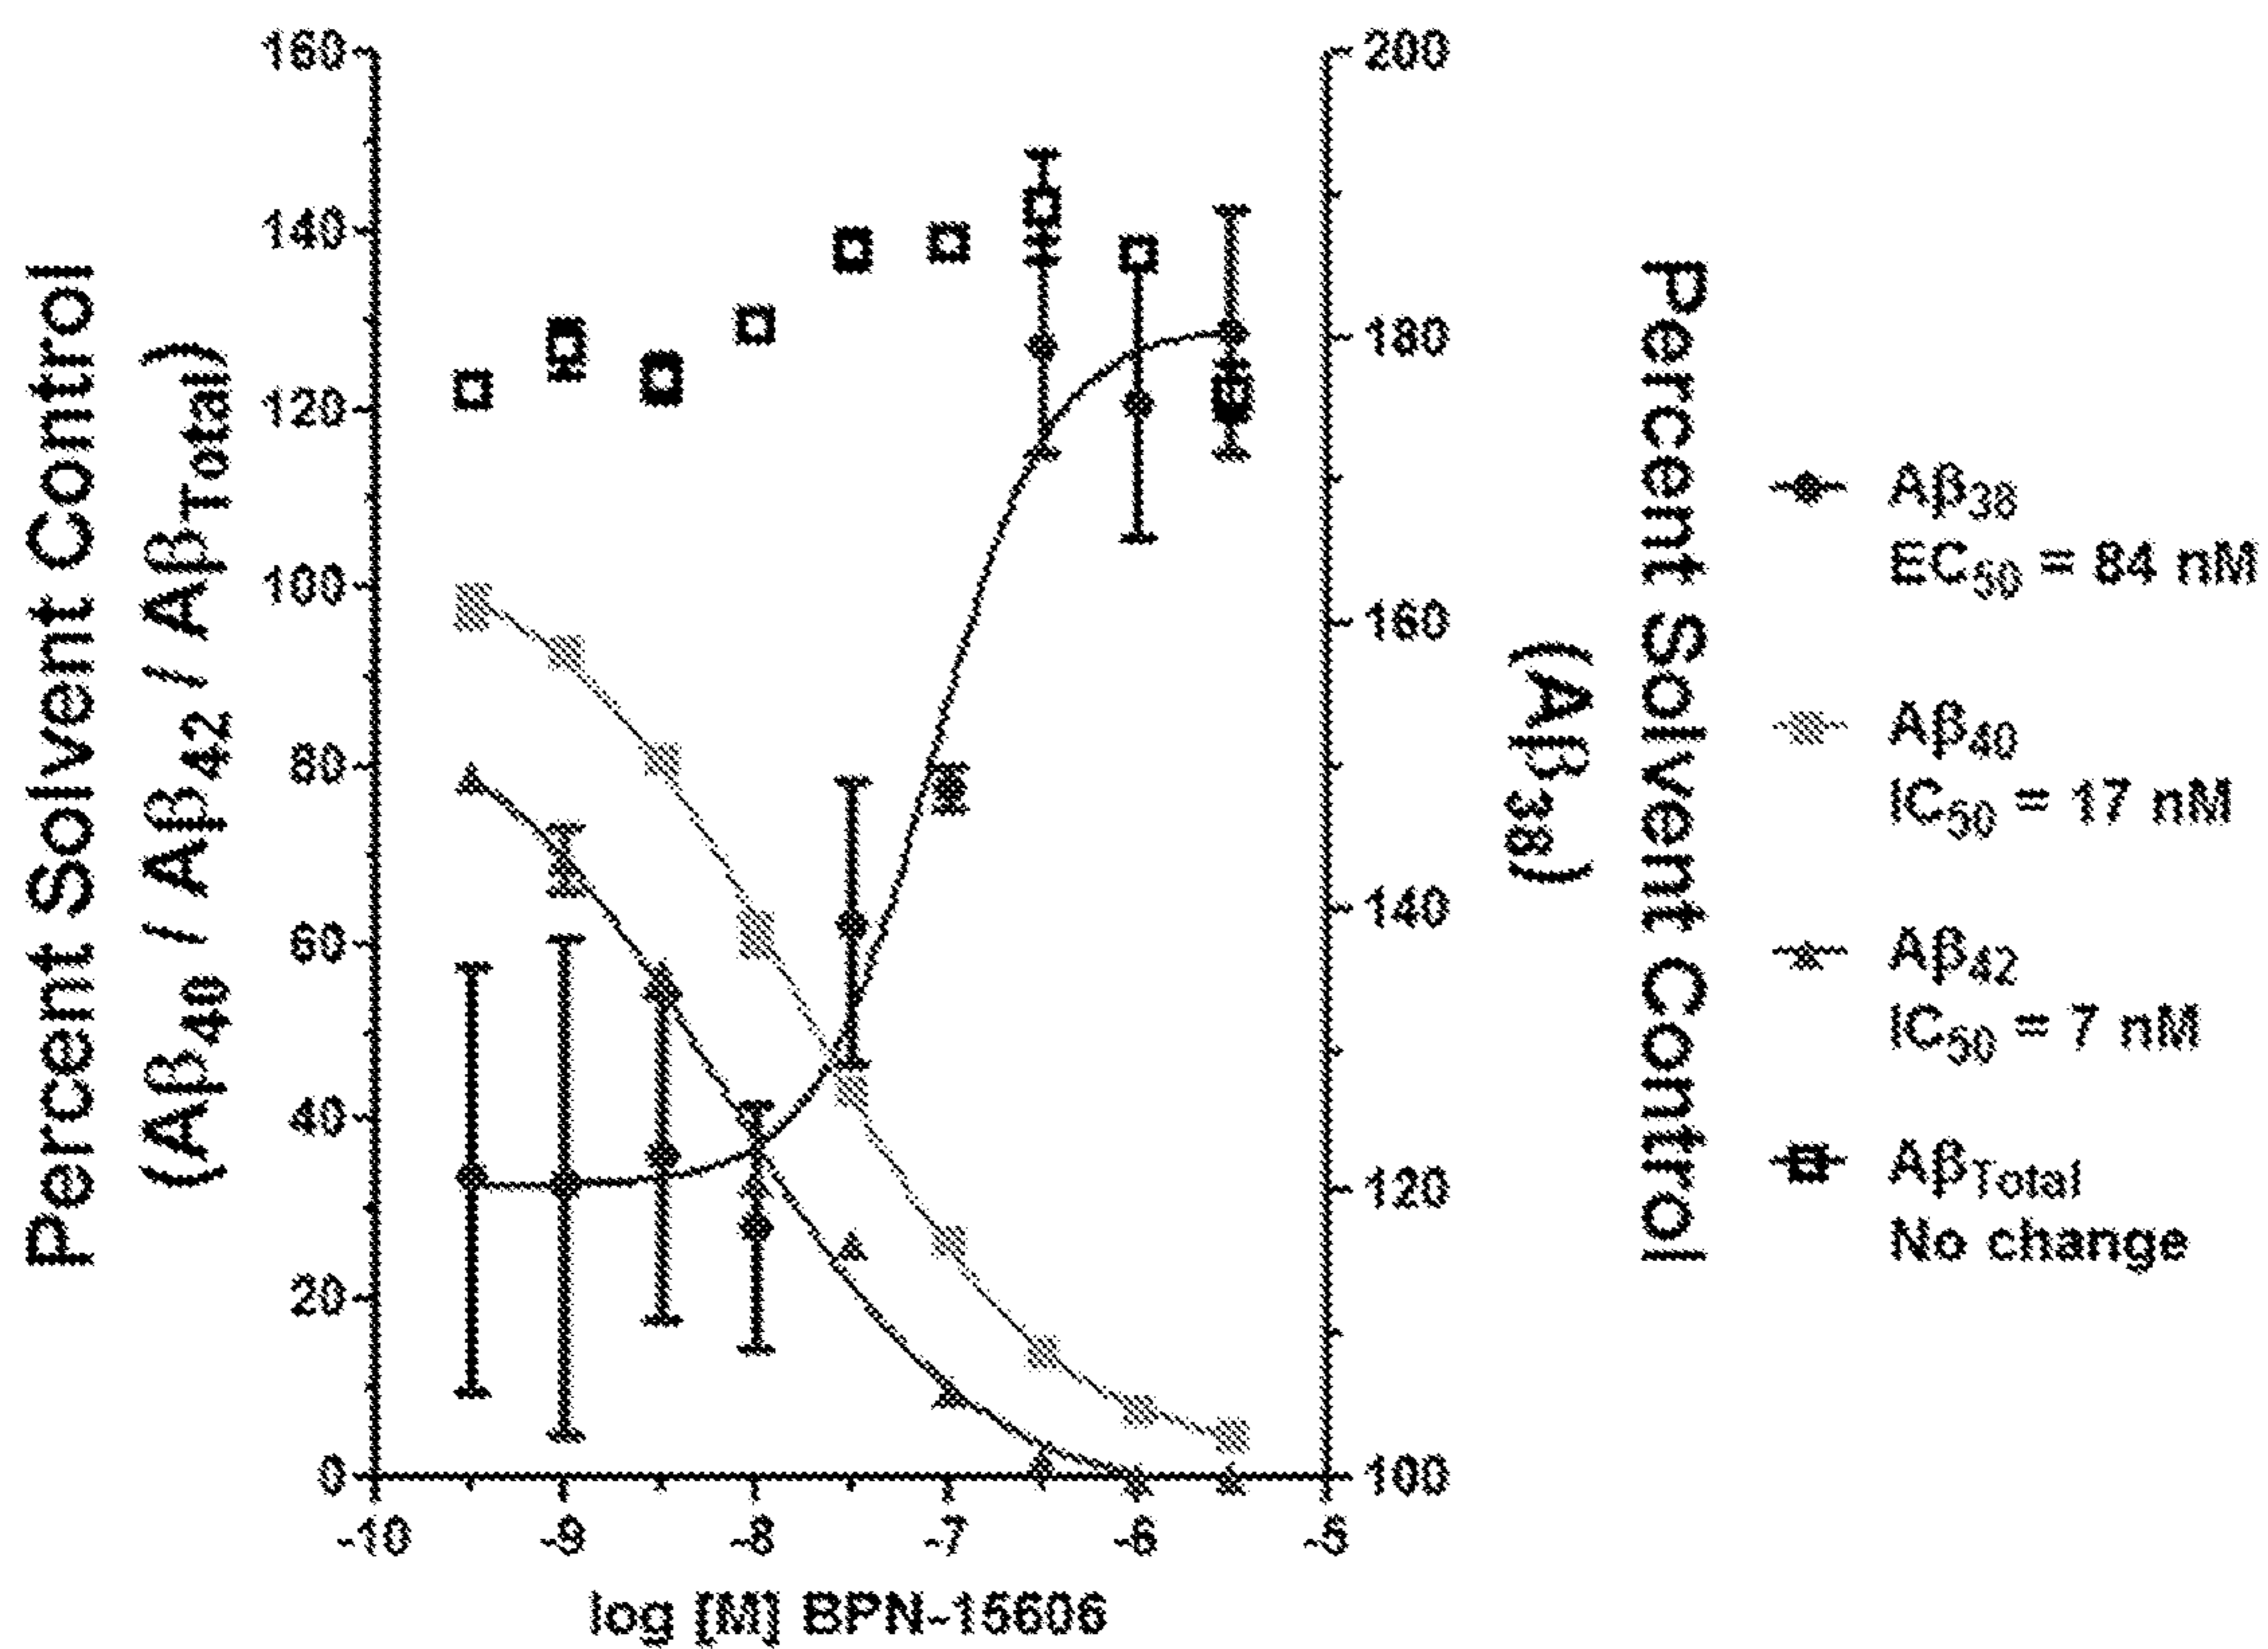 Percent Solvent Control
(Aβ40 / Aβ42 / AβTotal)
160
140
120
100
80
60
40
20
0
-10
-9
-8
-7
-6
-5
log [M] BPN-15606
200
180
160
140
120
100
Percent Solvent Control
(Aβ38)
Aβ38
EC50 = 84 nM
Aβ40
IC50 = 17 nM
Aβ42
IC50 = 7 nM
AβTotal
No change